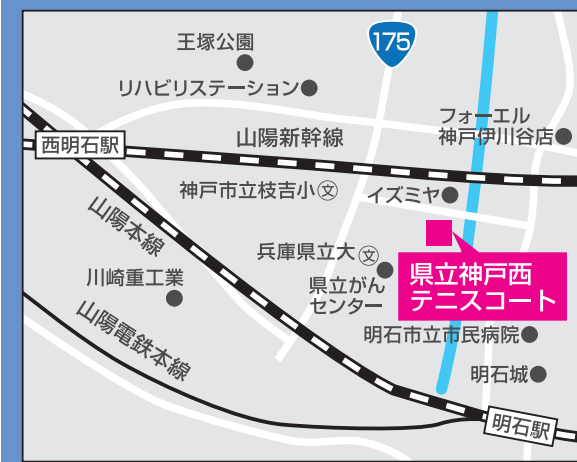 王塚公園
175
リハビリステーション
フォーエル
神戸伊川谷店
西明石駅
山陽新幹線
神戸市立枝吉小
文
イズミヤ
山陽本線
兵庫県立大
文
県立がん
センター
県立神戸西
テニスコート
川崎重工業
山陽電鉄本線
明石市立市民病院
明石城
明石駅